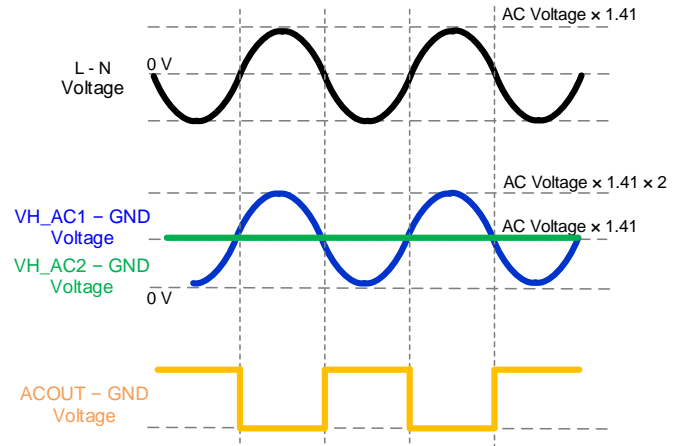 AC Voltage × 1.41
0 V
L - N
Voltage
AC Voltage × 1.41 × 2
VH_AC1 – GND
Voltage
AC Voltage × 1.41
VH_AC2 – GND
Voltage
0 V
ACOUT – GND
Voltage